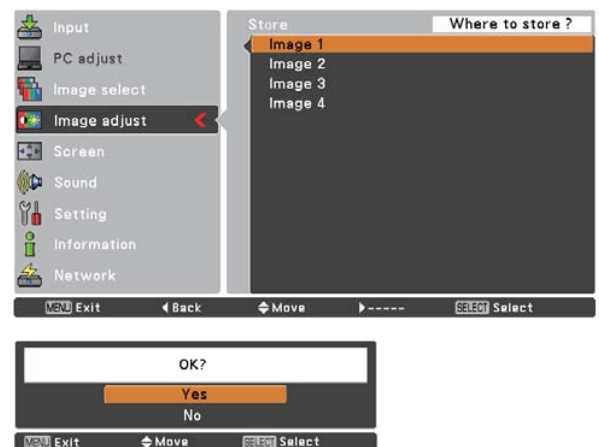 Input
PC adjust
Image select
Image adjust
Screen
Sound
Setting
Information
Network
Store
Where to store ?
Image 1
Image 2
Image 3
Image 4
MENU Exit
Back
Move
-----
SELECT Select
OK?
Yes
No
MENU Exit
Move
SELECT Select